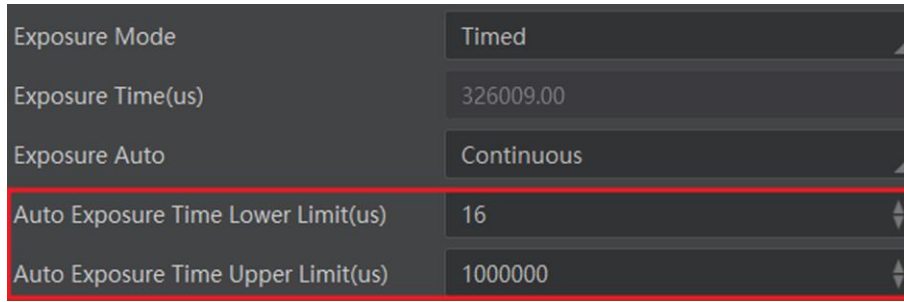 Exposure Mode Timed
Exposure Time(us) 326009.00
Exposure Auto Continuous
Auto Exposure Time Lower Limit(us) 16
Auto Exposure Time Upper Limit(us) 1000000